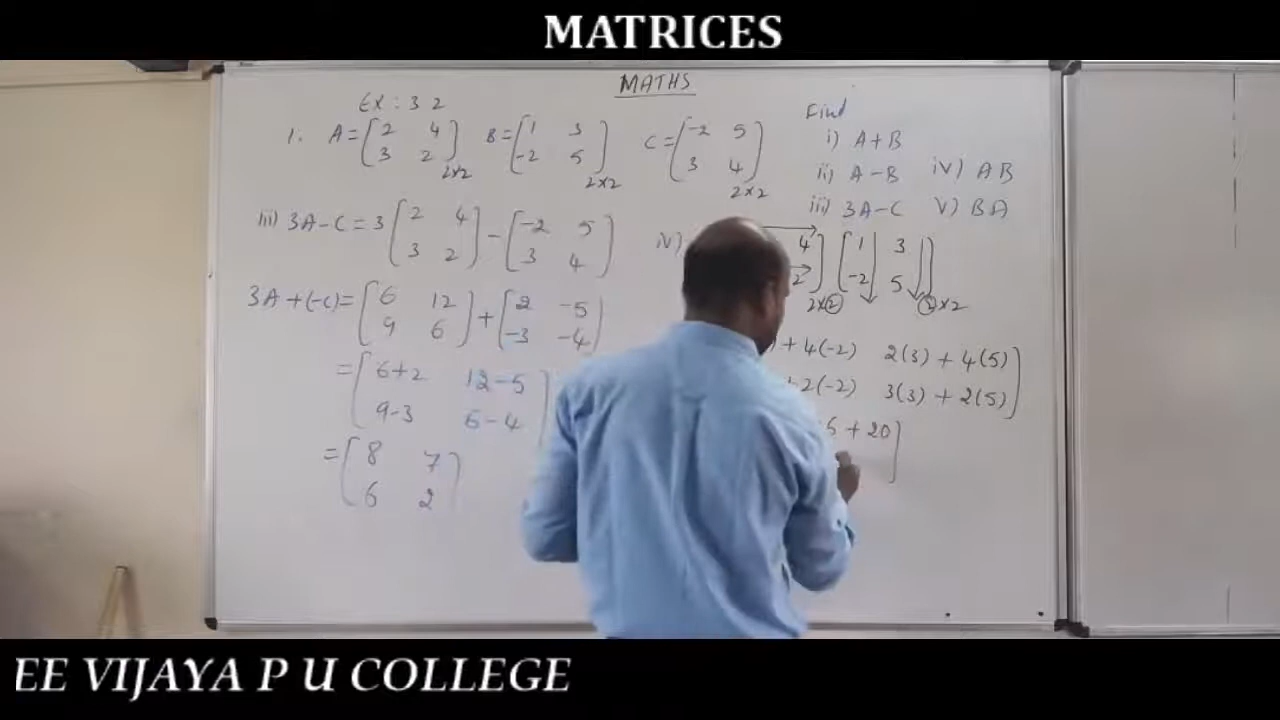 MATRICES
MATHS
Ex : 3 2
1. A = [2 4
3 2] 2×2
B = [1 3
-2 5] 2×2
C = [-2 5
3 4] 2×2
Find
i) A+B
ii) A-B iv) AB
iii) 3A-C v) BA
iii) 3A-C = 3 [2 4
3 2] - [-2 5
3 4]
3A + (-C) = [6 12
9 6] + [2 -5
-3 -4]
= [6+2 12-5
9-3 6-4]
= [8 7
6 2]
iv)
4
2] 2×2
[1 3
-2 5] 2×2
+ 4(-2) 2(3) + 4(5)
+ 2(-2) 3(3) + 2(5)]
6 + 20]
EE VIJAYA P U COLLEGE